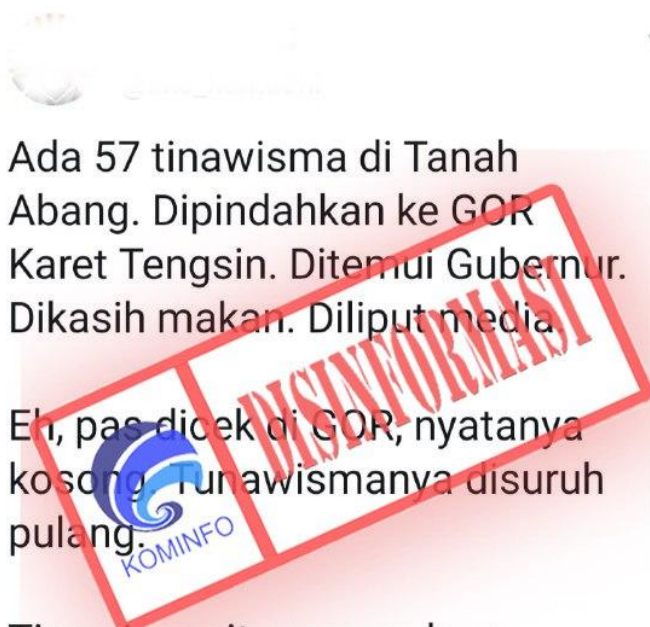 Ada 57 tinawisma di Tanah
Abang. Dipindahkan ke GOR
Karet Tengsin. Ditemui Gubernur.
Dikasih makan. Diliput media.
DISINFORMASI
Eh, pas dicek di GOR, nyatanya
kosong. Tunawismanya disuruh
pulang.
KOMINFO